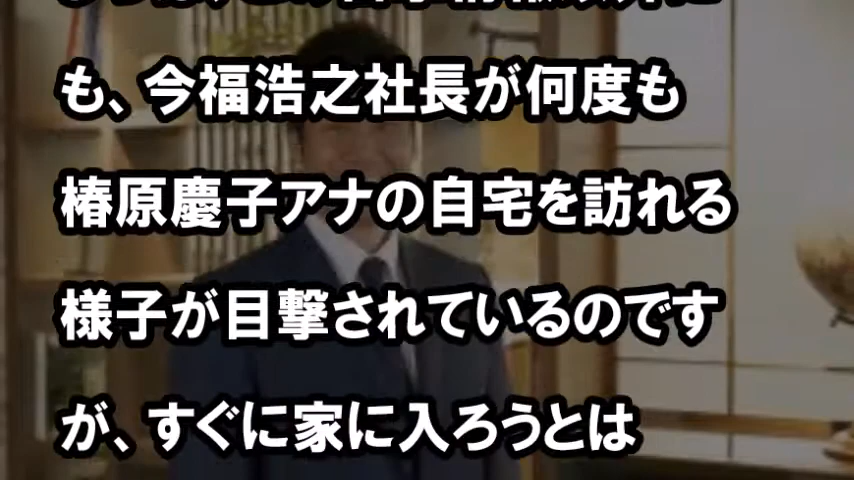 も、今福浩之社長が何度も
椿原慶子アナの自宅を訪れる
様子が目撃されているのです
が、すぐに家に入ろうとは